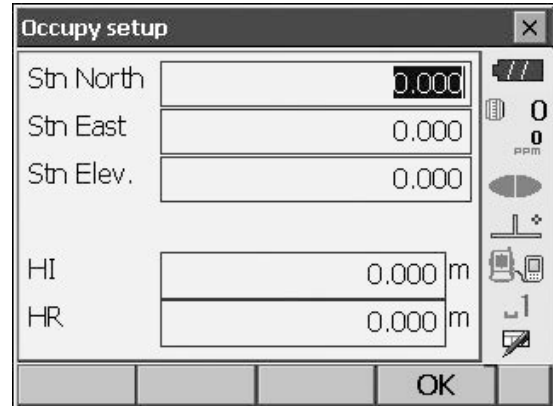 Occupy setup
Stn North 0.000
Stn East 0.000
Stn Elev. 0.000
HI 0.000 m
HR 0.000 m
OK
0
0
PPM
1